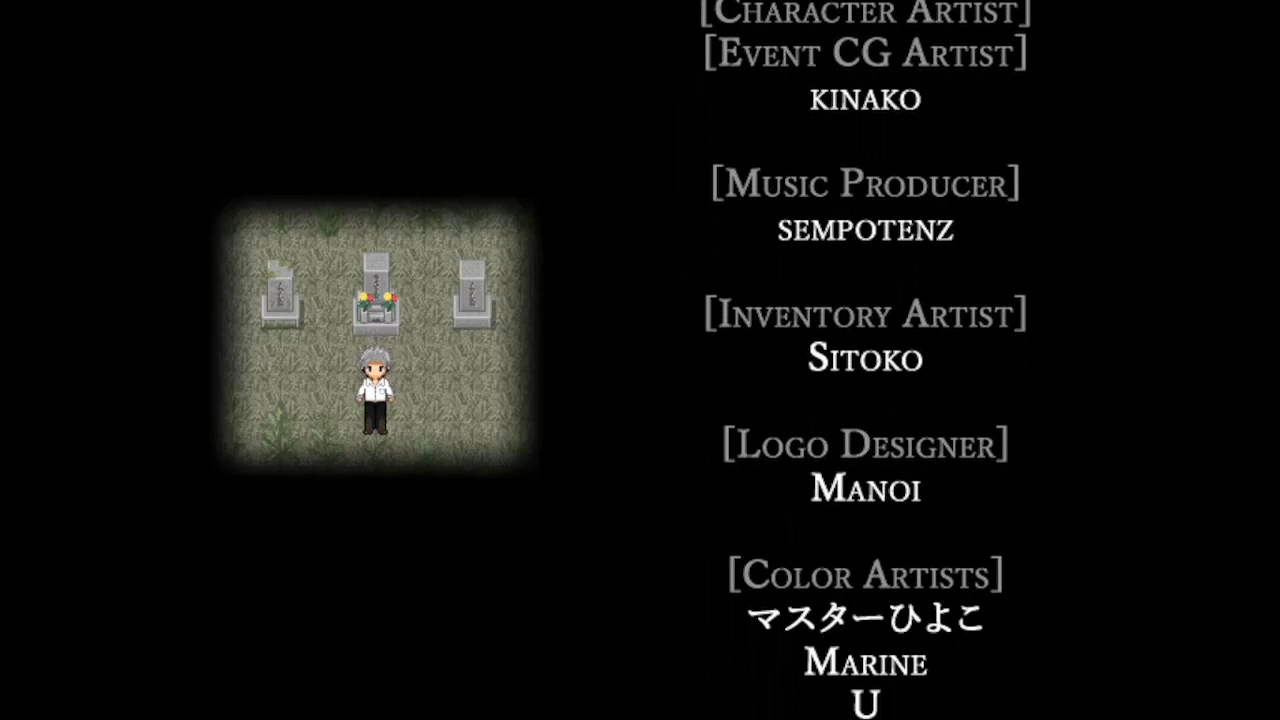 [Character Artist]
[Event CG Artist]
KINAKO
[Music Producer]
SEMPOTENZ
[Inventory Artist]
Sitoko
[Logo Designer]
Manoi
[Color Artists]
マスターひよこ
Marine
U